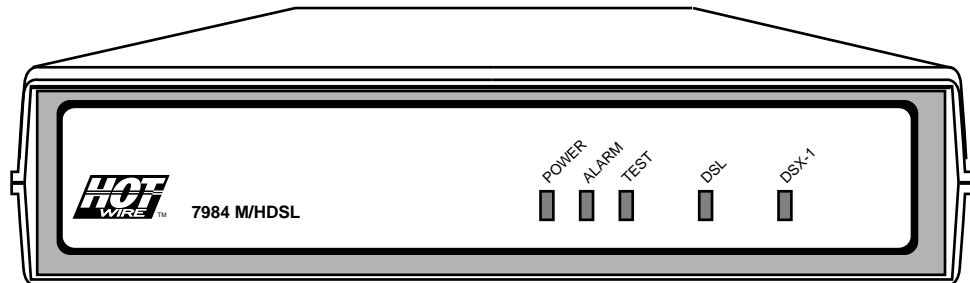 POWER
ALARM
TEST
DSL
DSX-1
HOT
WIRE
TM
7984 M/HDSL